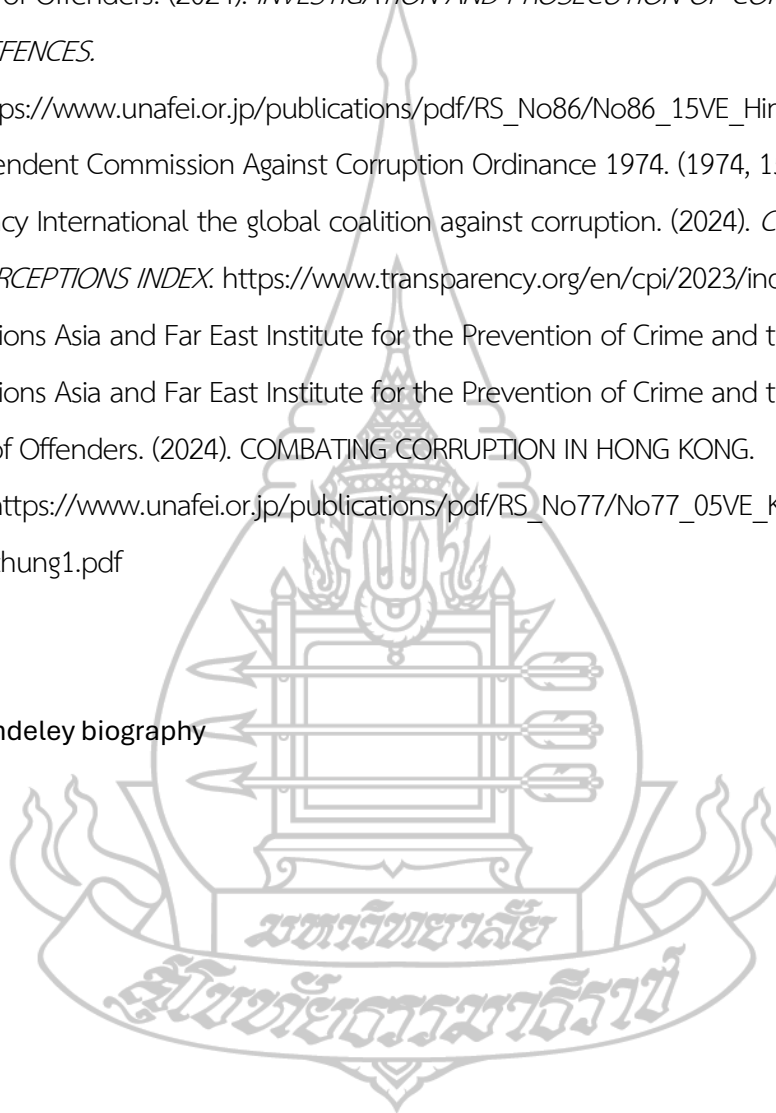 of Offenders. (2024). INVESTIGATION AND PROSECUTION OF
FFENCES.
ps://www.unafei.or.jp/publications/pdf/RS_No86/No86_15VE_Hir
endent Commission Against Corruption Ordinance 1974. (1974, 15
cy International the global coalition against corruption. (2024). C
RCEPTIONS INDEX. https://www.transparency.org/en/cpi/2023/ind
ions Asia and Far East Institute for the Prevention of Crime and t
ions Asia and Far East Institute for the Prevention of Crime and t
of Offenders. (2024). COMBATING CORRUPTION IN HONG KONG.
https://www.unafei.or.jp/publications/pdf/RS_No77/No77_05VE_K
hung1.pdf
ndeley biography
มหาวิทยาลัย
สุโขทัยธรรมาธิราช